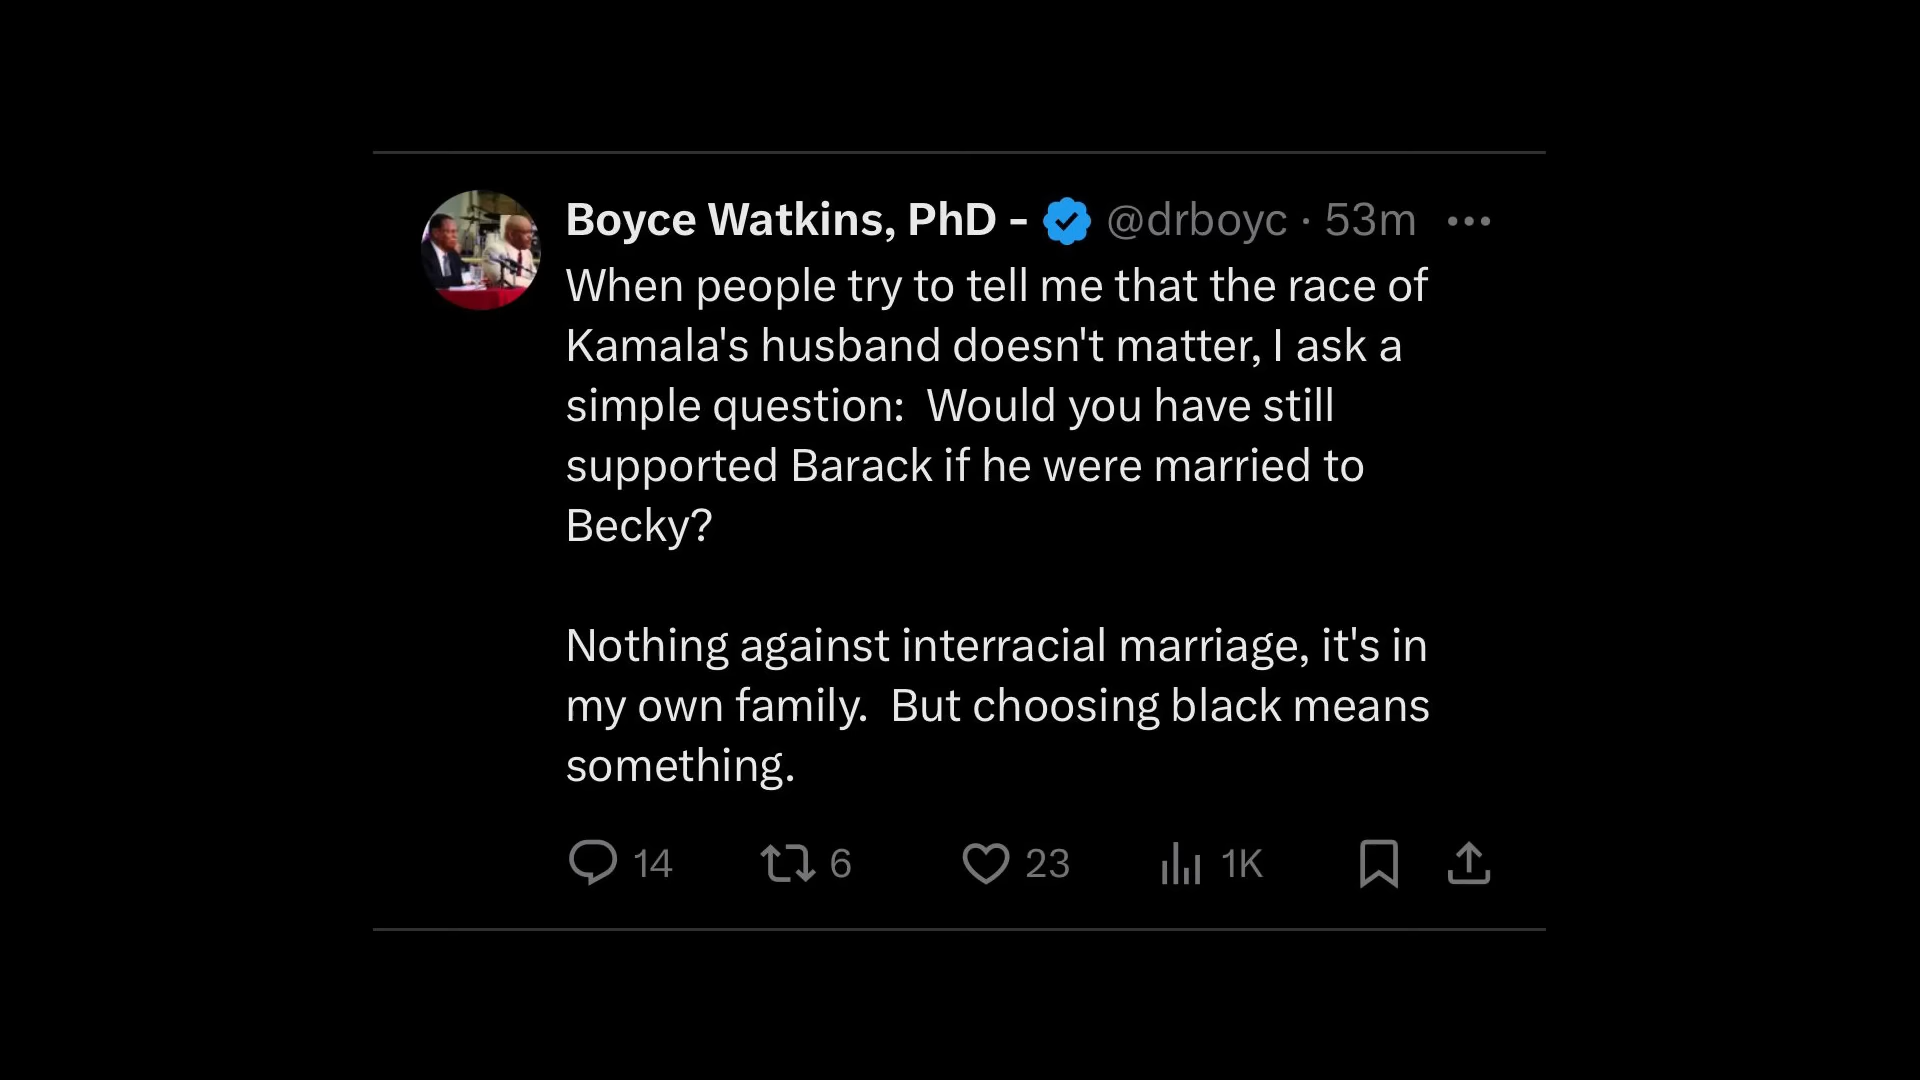 Boyce Watkins, PhD - @drboyc · 53m
When people try to tell me that the race of
Kamala's husband doesn't matter, I ask a
simple question:  Would you have still
supported Barack if he were married to
Becky?
Nothing against interracial marriage, it's in
my own family.  But choosing black means
something.
14 6 23 1K